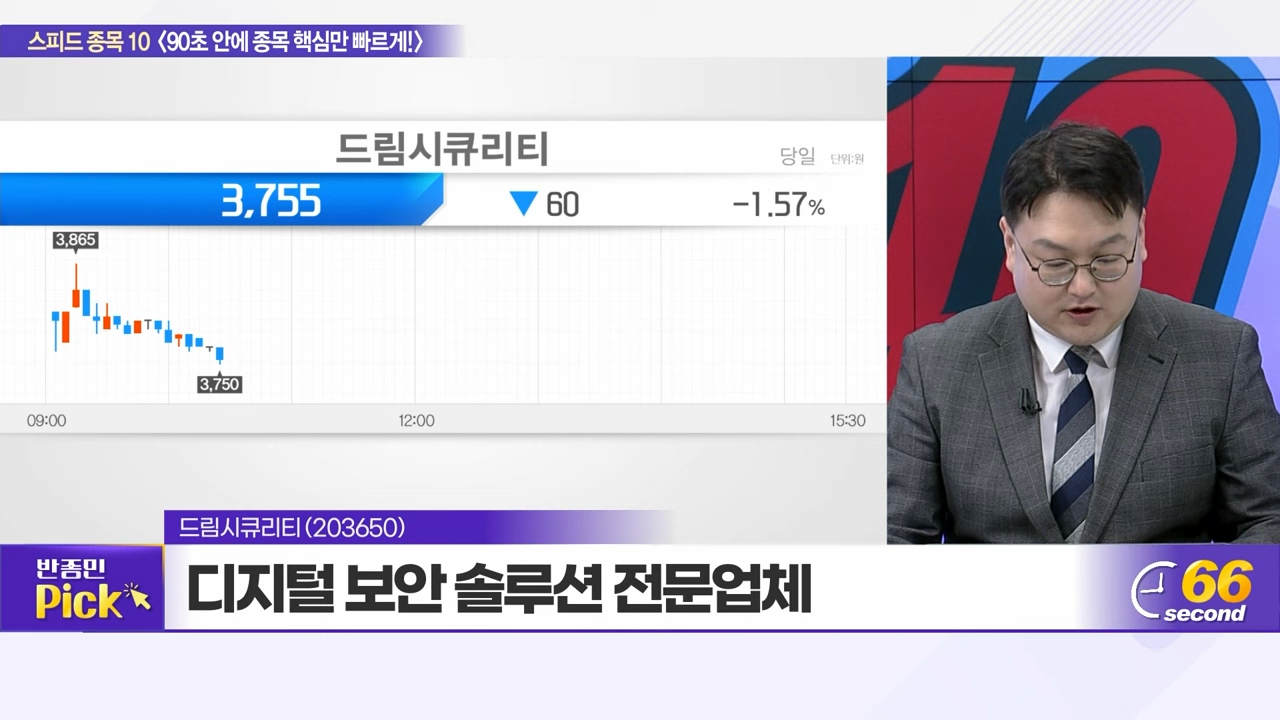 스피드 종목 10 <90초 안에 종목 핵심만 빠르게!>
드림시큐리티
당일 단위:원
3,755 ▼ 60 -1.57%
3,865
3,750
09:00 12:00 15:30
10
드림시큐리티(203650)
반종민
Pick
디지털 보안 솔루션 전문업체
66
second